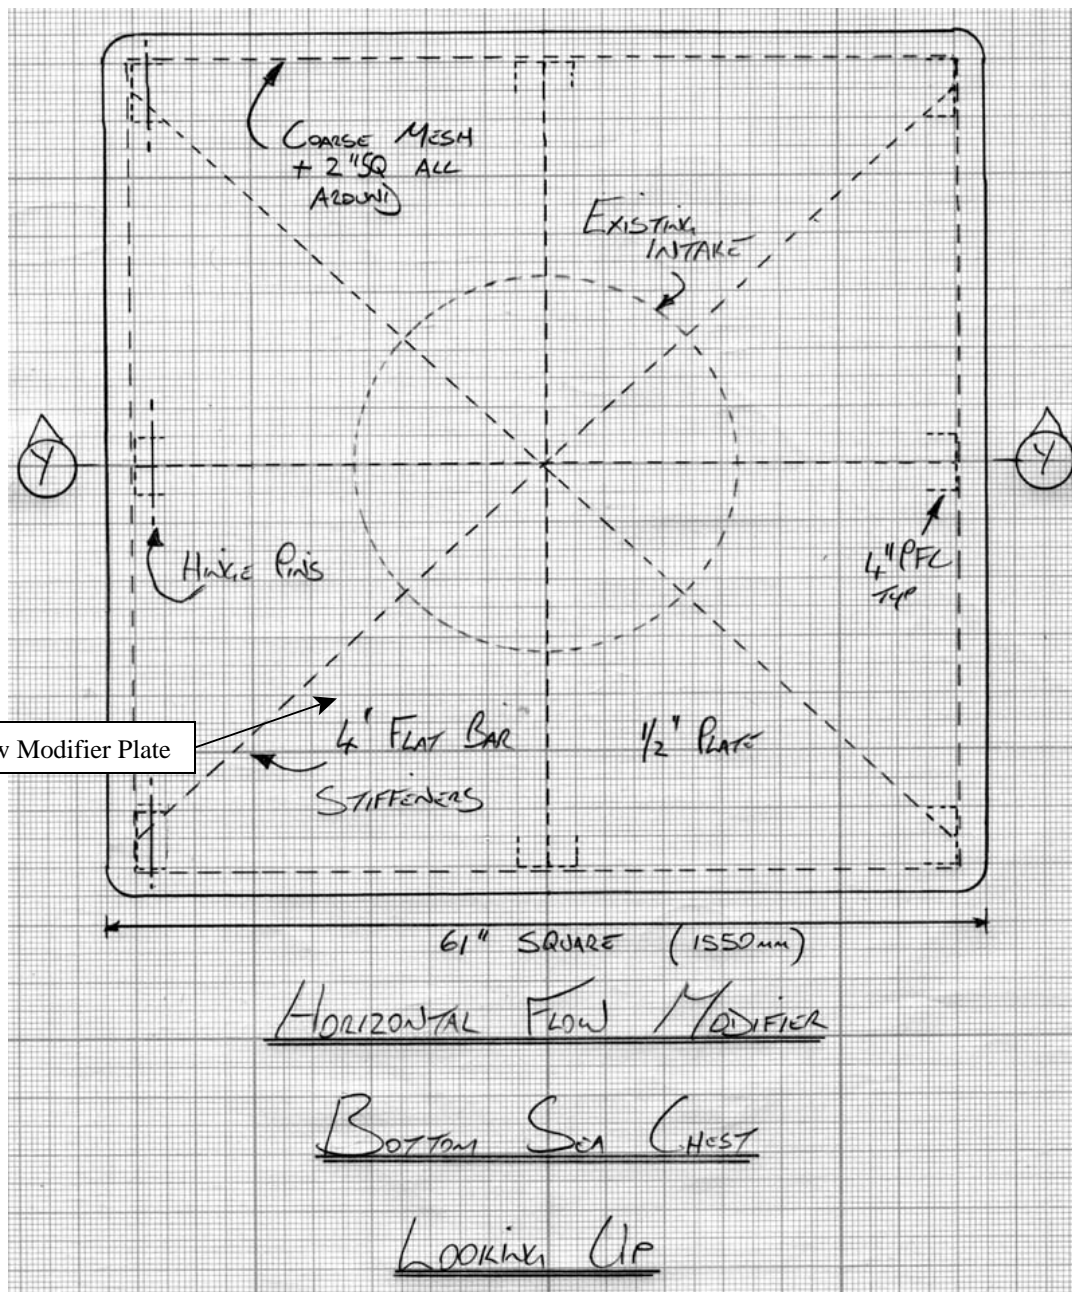 COARSE MESH
+ 2"SQ ALL
AROUND
EXISTING
INTAKE
Y
Y
HINGE PINS
4" PFC
TYP
w Modifier Plate
4" FLAT BAR
STIFFENERS
1/2" PLATE
61" SQUARE (1550mm)
HORIZONTAL FLOW MODIFIER
BOTTOM SEA CHEST
LOOKING UP